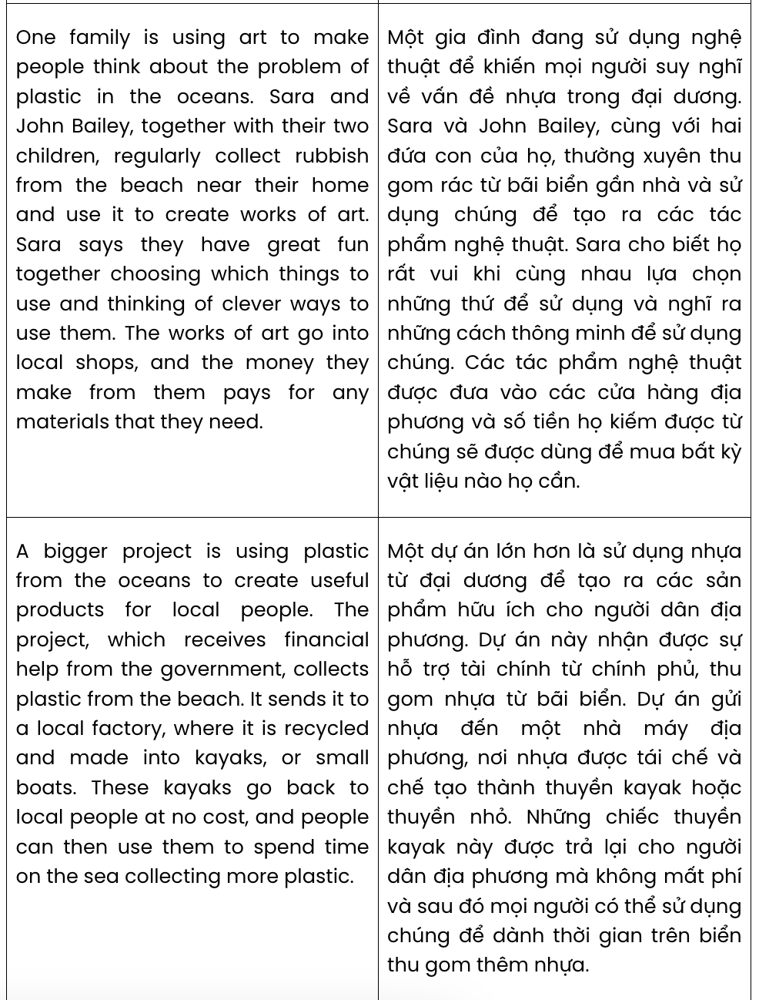 One family is using art to make
people think about the problem of
plastic in the oceans. Sara and
John Bailey, together with their two
children, regularly collect rubbish
from the beach near their home
and use it to create works of art.
Sara says they have great fun
together choosing which things to
use and thinking of clever ways to
use them. The works of art go into
local shops, and the money they
make from them pays for any
materials that they need.
Một gia đình đang sử dụng nghệ
thuật để khiến mọi người suy nghĩ
về vấn đề nhựa trong đại dương.
Sara và John Bailey, cùng với hai
đứa con của họ, thường xuyên thu
gom rác từ bãi biển gần nhà và sử
dụng chúng để tạo ra các tác
phẩm nghệ thuật. Sara cho biết họ
rất vui khi cùng nhau lựa chọn
những thứ để sử dụng và nghĩ ra
những cách thông minh để sử dụng
chúng. Các tác phẩm nghệ thuật
được đưa vào các cửa hàng địa
phương và số tiền họ kiếm được từ
chúng sẽ được dùng để mua bất kỳ
vật liệu nào họ cần.
A bigger project is using plastic
from the oceans to create useful
products for local people. The
project, which receives financial
help from the government, collects
plastic from the beach. It sends it to
a local factory, where it is recycled
and made into kayaks, or small
boats. These kayaks go back to
local people at no cost, and people
can then use them to spend time
on the sea collecting more plastic.
Một dự án lớn hơn là sử dụng nhựa
từ đại dương để tạo ra các sản
phẩm hữu ích cho người dân địa
phương. Dự án này nhận được sự
hỗ trợ tài chính từ chính phủ, thu
gom nhựa từ bãi biển. Dự án gửi
nhựa đến một nhà máy địa
phương, nơi nhựa được tái chế và
chế tạo thành thuyền kayak hoặc
thuyền nhỏ. Những chiếc thuyền
kayak này được trả lại cho người
dân địa phương mà không mất phí
và sau đó mọi người có thể sử dụng
chúng để dành thời gian trên biển
thu gom thêm nhựa.